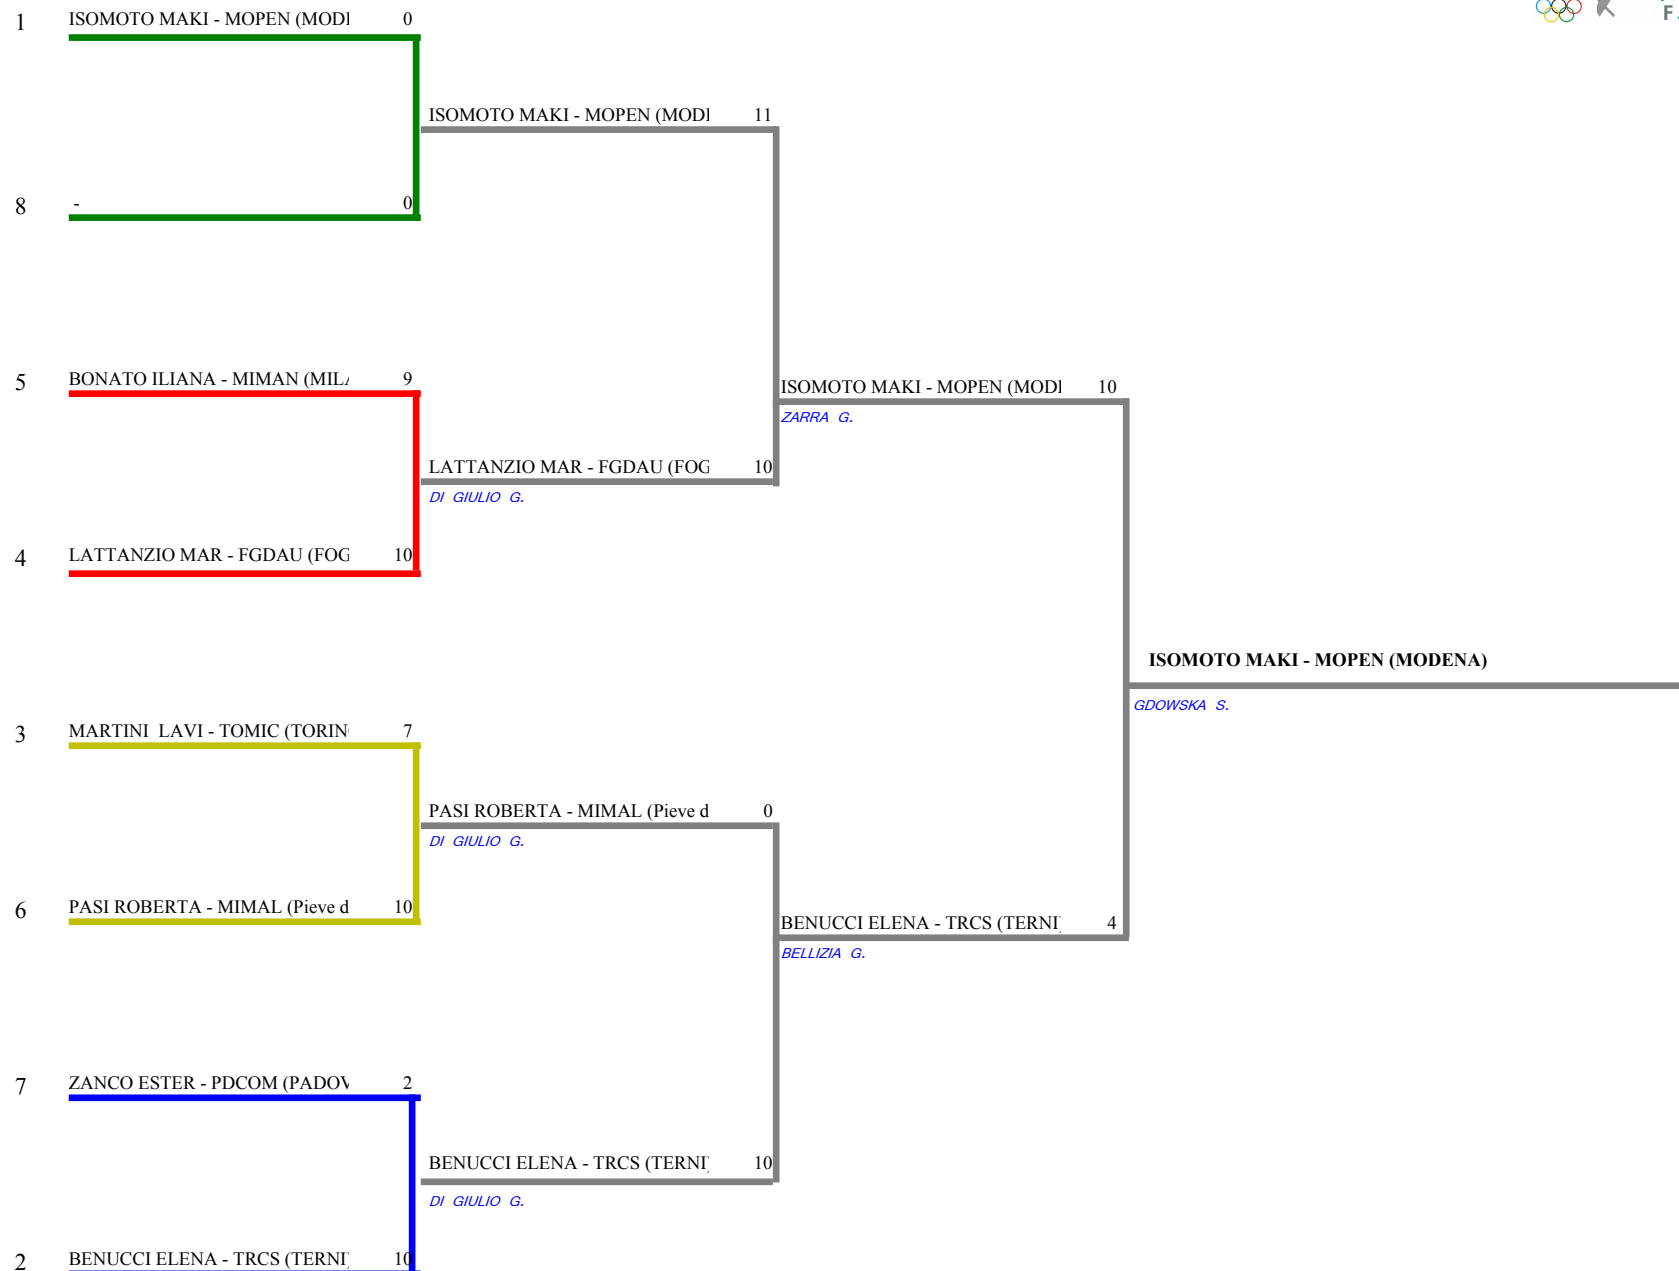 1 ISOMOTO MAKI - MOPEN (MODI 0
F
ISOMOTO MAKI - MOPEN (MODI 11
8 - 0
5 BONATO ILIANA - MIMAN (MIL 9
ISOMOTO MAKI - MOPEN (MODI 10
ZARRA G.
LATTANZIO MAR - FGDAU (FOG 10
DI GIULIO G.
4 LATTANZIO MAR - FGDAU (FOG 10
ISOMOTO MAKI - MOPEN (MODENA)
GDOWSKA S.
3 MARTINI LAVI - TOMIC (TORIN 7
PASI ROBERTA - MIMAL (Pieve d 0
DI GIULIO G.
6 PASI ROBERTA - MIMAL (Pieve d 10
BENUCCI ELENA - TRCS (TERNI 4
BELLIZIA G.
7 ZANCO ESTER - PDCOM (PADOV 2
BENUCCI ELENA - TRCS (TERNI 10
DI GIULIO G.
2 BENUCCI ELENA - TRCS (TERNI 10